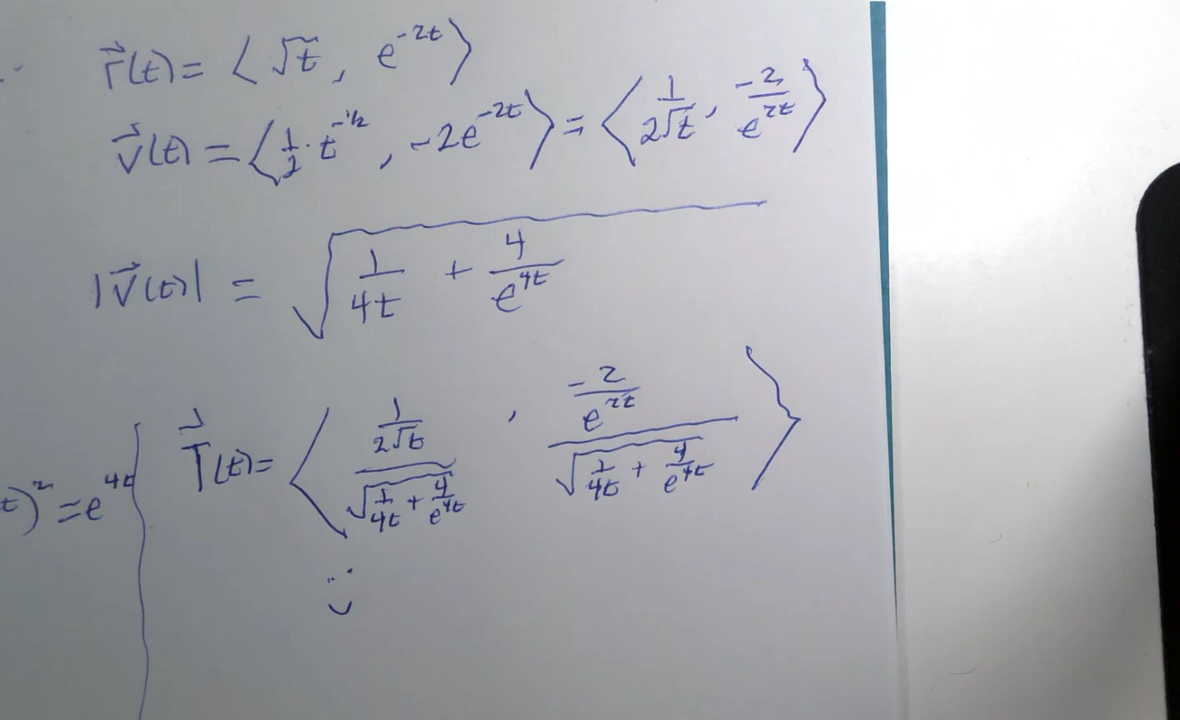 r⃗(t) = ⟨ √t , e^{-2t} ⟩
v⃗(t) = ⟨ 1/2 · t^{-1/2} , -2e^{-2t} ⟩ = ⟨ 1/(2√t) , -2/e^{2t} ⟩
|v⃗(t)| = √(1/(4t) + 4/e^{4t})
T⃗(t) = ⟨ (1/(2√t))/√(1/(4t) + 4/e^{4t}) , (-2/e^{2t})/√(1/(4t) + 4/e^{4t}) ⟩
t)² = e^{4t}